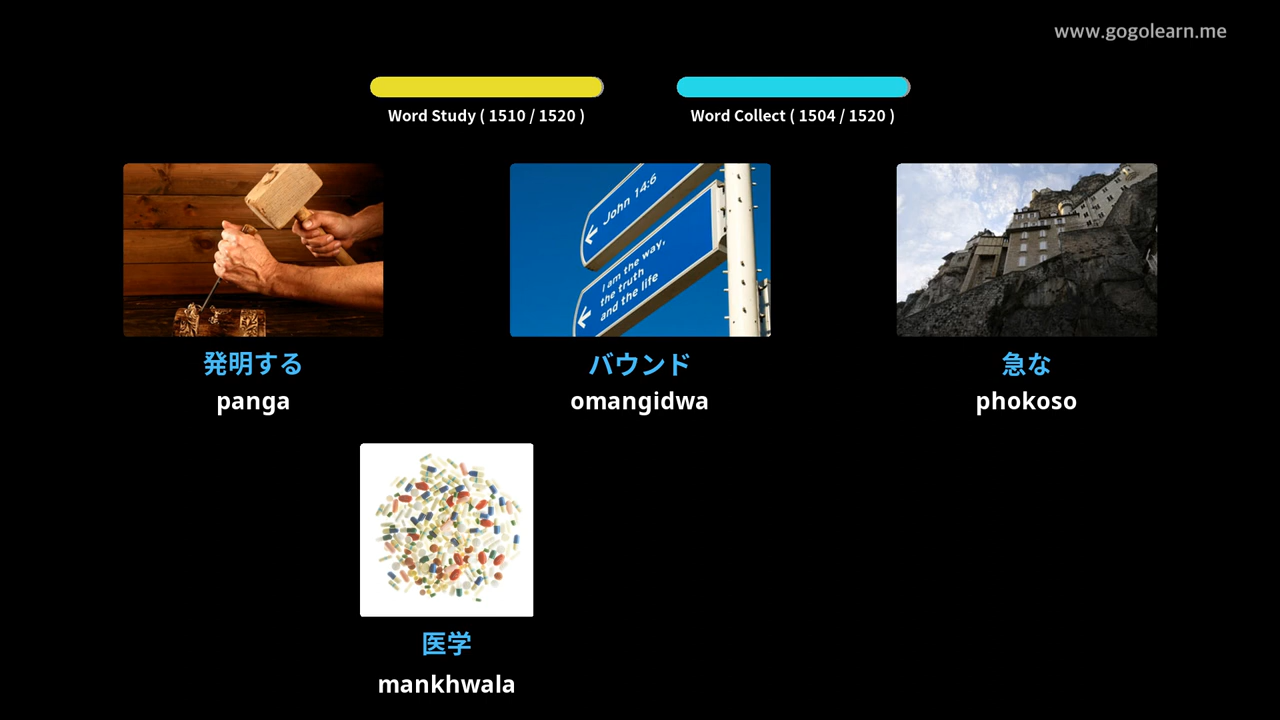 www.gogolearn.me
Word Study ( 1510 / 1520 )
Word Collect ( 1504 / 1520 )
John 14:6
I am the way,
the truth
and the life
発明する
バウンド
急な
panga
omangidwa
phokoso
医学
mankhwala